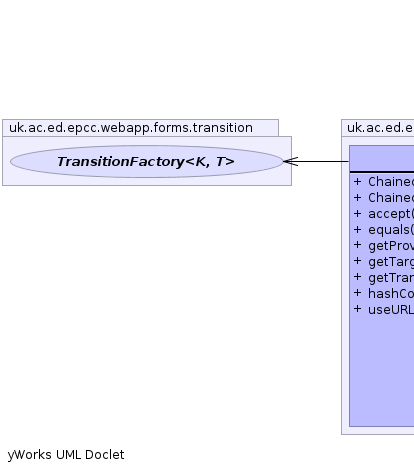 uk.ac.ed.epcc.webapp.forms.transition
TransitionFactory<K, T>
uk.ac.ed.e
+ Chained
+ Chained
+ accept(
+ equals(
+ getProv
+ getTarg
+ getTran
+ hashCo
+ useURL
yWorks UML Doclet